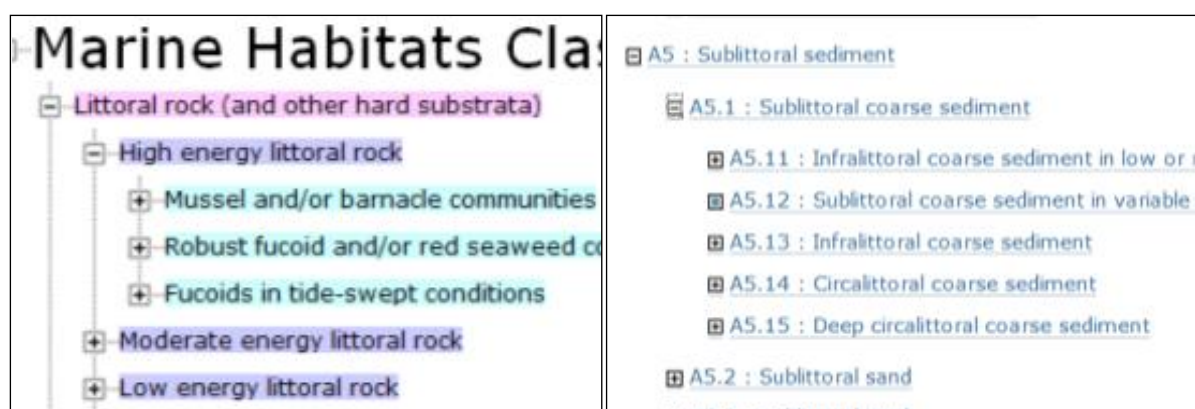 Marine Habitats Cla
Littoral rock (and other hard substrata)
High energy littoral rock
Mussel and/or barnacle communities
Robust fucoid and/or red seaweed
Fucoids in tide-swept conditions
Moderate energy littoral rock
Low energy littoral rock
A5 : Sublittoral sediment
A5.1 : Sublittoral coarse sediment
A5.11 : Infralittoral coarse sediment in low or
A5.12 : Sublittoral coarse sediment in variable
A5.13 : Infralittoral coarse sediment
A5.14 : Circalittoral coarse sediment
A5.15 : Deep circalittoral coarse sediment
A5.2 : Sublittoral sand